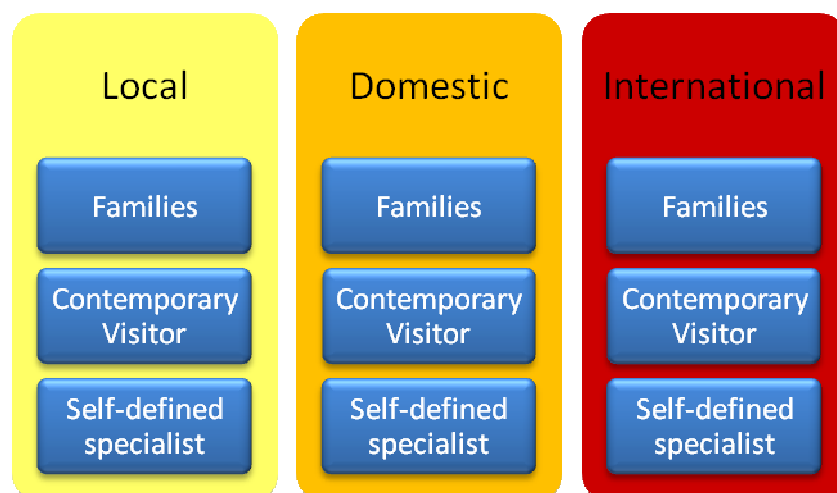 Local
Families
Contemporary
Visitor
Self-defined
specialist
Domestic
Families
Contemporary
Visitor
Self-defined
specialist
International
Families
Contemporary
Visitor
Self-defined
specialist